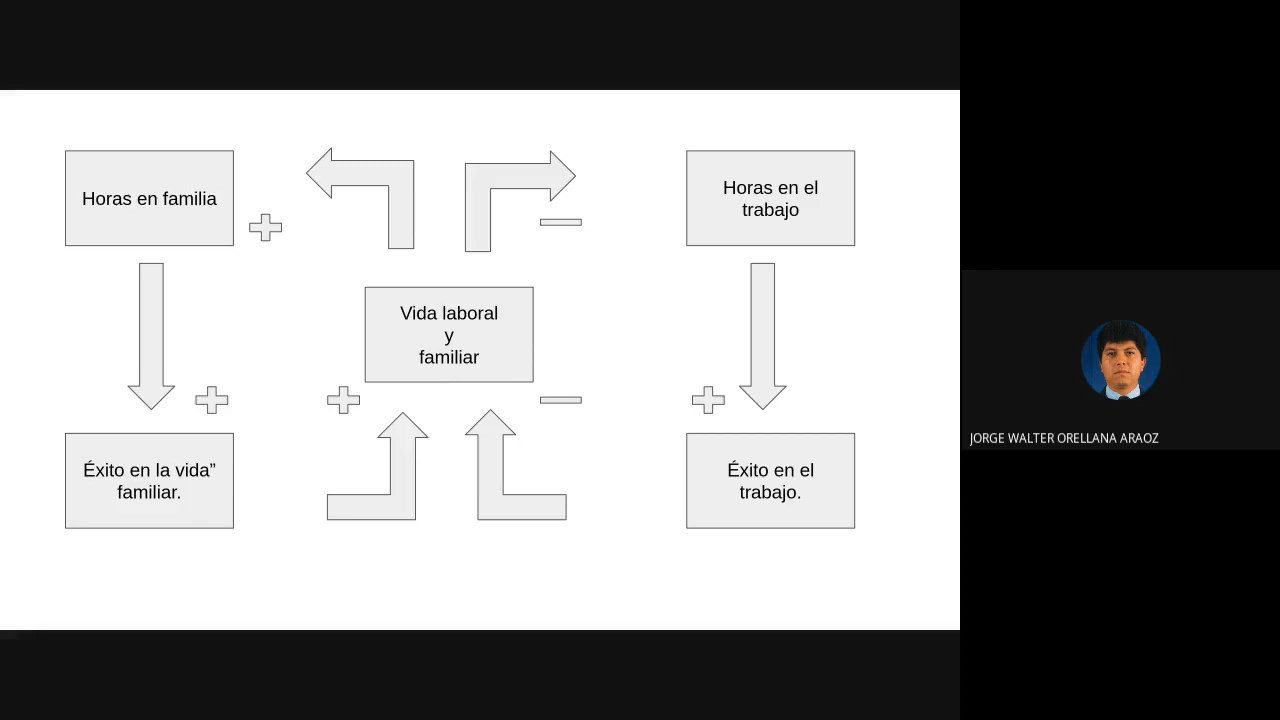 Horas en familia
Horas en el
trabajo
Vida laboral
y
familiar
Éxito en la vida”
familiar.
Éxito en el
trabajo.
JORGE WALTER ORELLANA ARAOZ